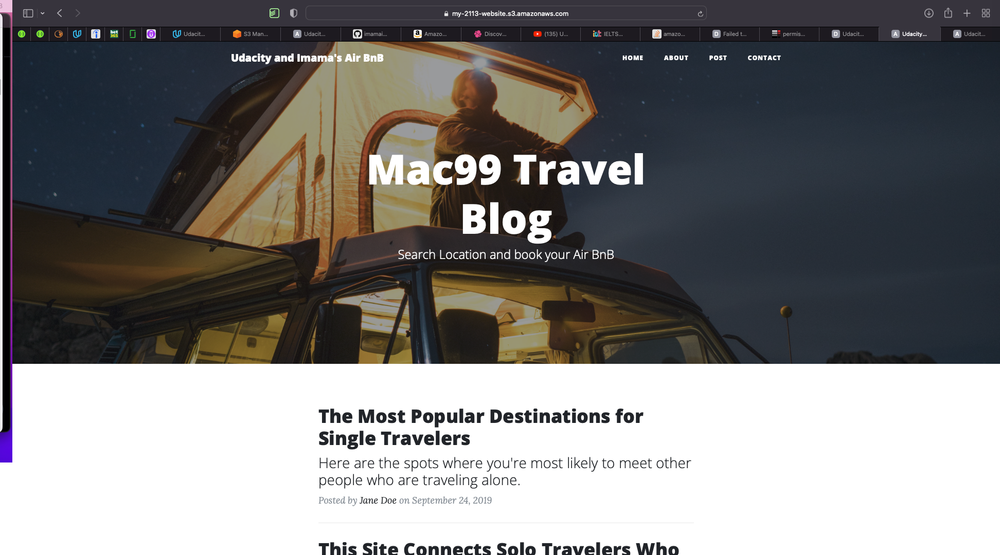 my-2113-website.s3.amazonaws.com
bet365
Udacit...
S3 Man...
Udacit...
imamai...
Amazo...
Discov...
(135) U...
IELTS...
amazo...
Failed t...
permis...
Udacit...
Udacity...
Udacit...
Udacity and Imama's Air BnB
HOME
ABOUT
POST
CONTACT
Mac99 Travel
Blog
Search Location and book your Air BnB
The Most Popular Destinations for
Single Travelers
Here are the spots where you're most likely to meet other
people who are traveling alone.
Posted by Jane Doe on September 24, 2019
This Site Connects Solo Travelers Who